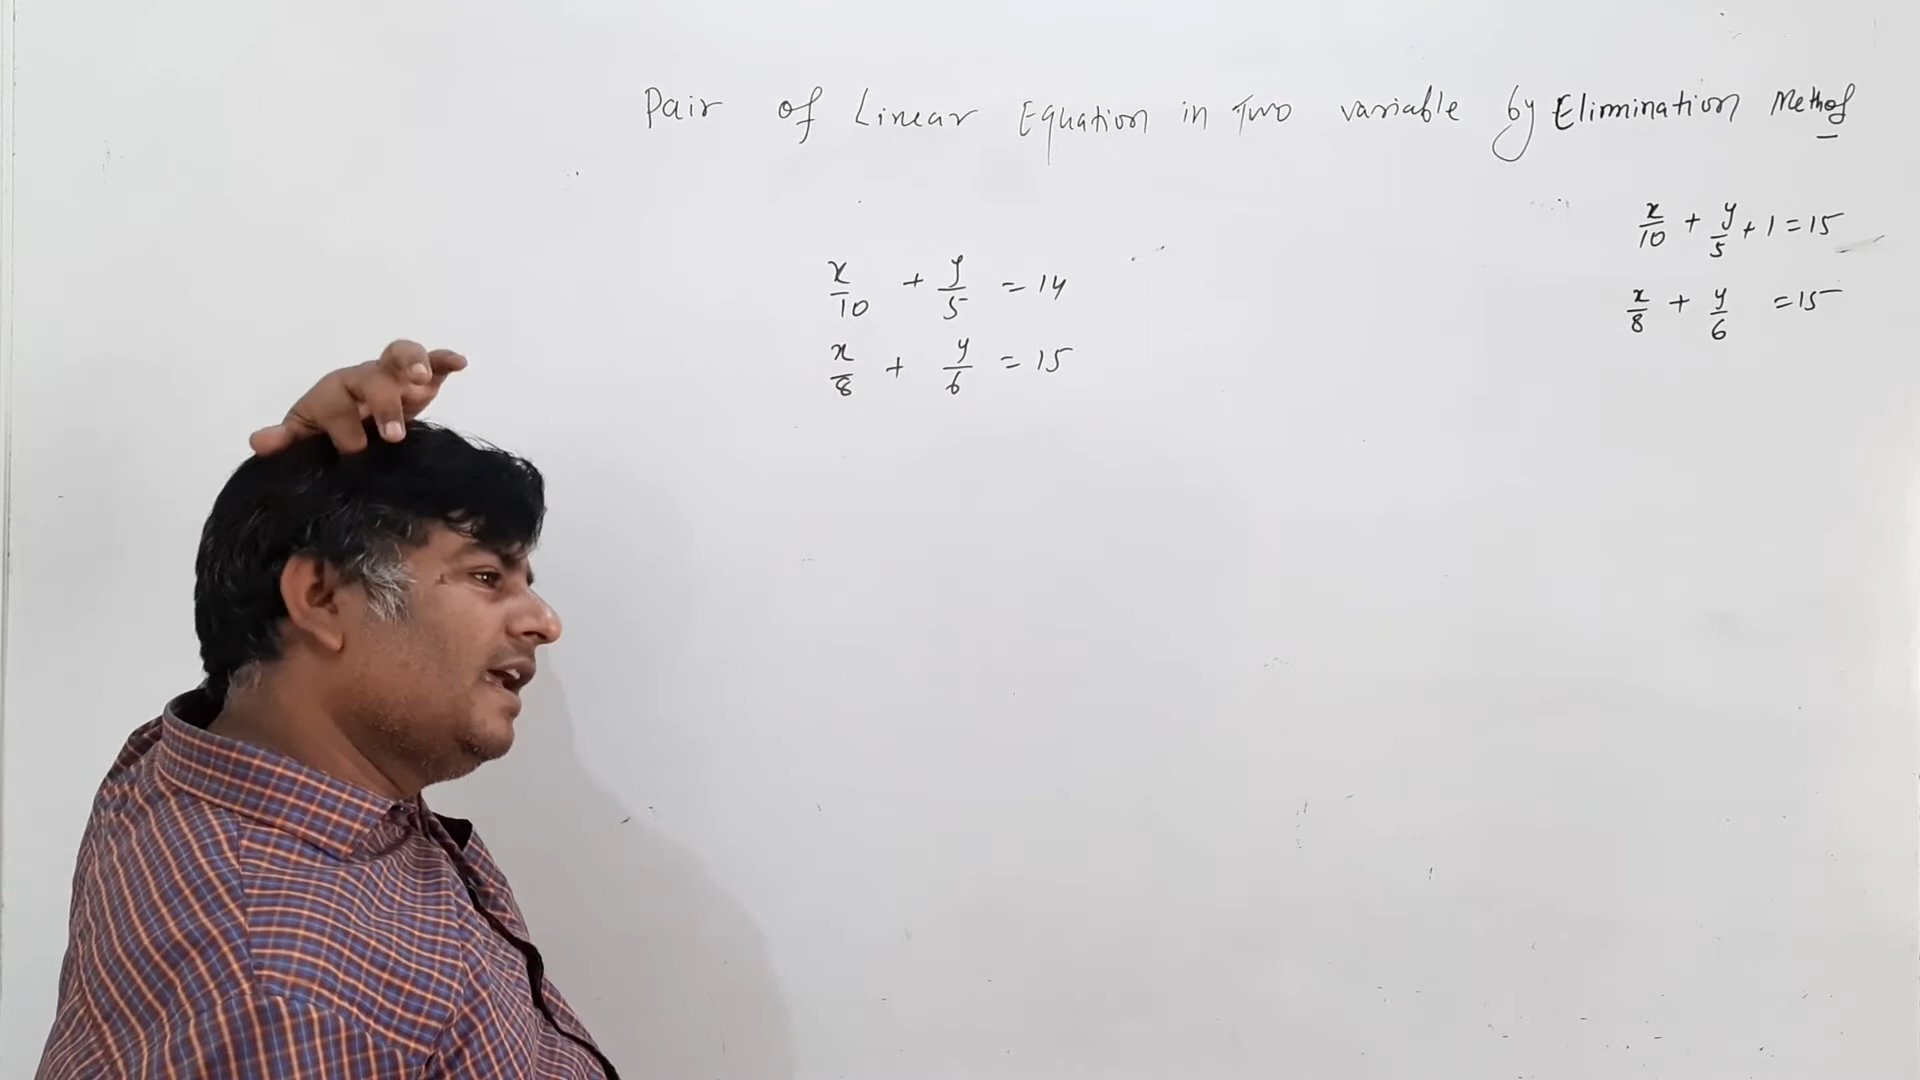 Pair of Linear Equation in Two variable by Elimination Method
x/10 + y/5 = 14
x/8 + y/6 = 15
x/10 + y/5 + 1 = 15
x/8 + y/6 = 15